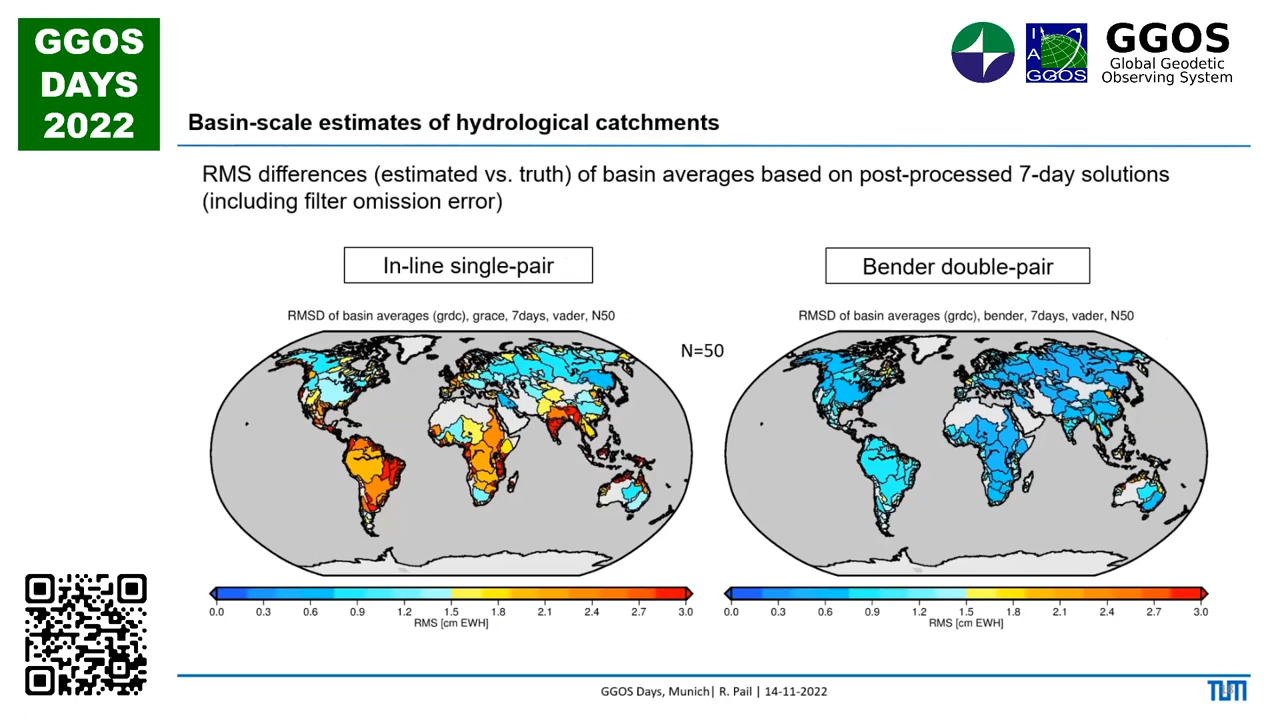 GGOS
DAYS
2022
I
A
GGOS
GGOS
Global Geodetic
Observing System
Basin-scale estimates of hydrological catchments
RMS differences (estimated vs. truth) of basin averages based on post-processed 7-day solutions
(including filter omission error)
In-line single-pair
Bender double-pair
RMSD of basin averages (grdc), grace, 7days, vader, N50
RMSD of basin averages (grdc), bender, 7days, vader, N50
N=50
0.0 0.3 0.6 0.9 1.2 1.5 1.8 2.1 2.4 2.7 3.0
RMS [cm EWH]
0.0 0.3 0.6 0.9 1.2 1.5 1.8 2.1 2.4 2.7 3.0
RMS [cm EWH]
GGOS Days, Munich| R. Pail | 14-11-2022
TUM